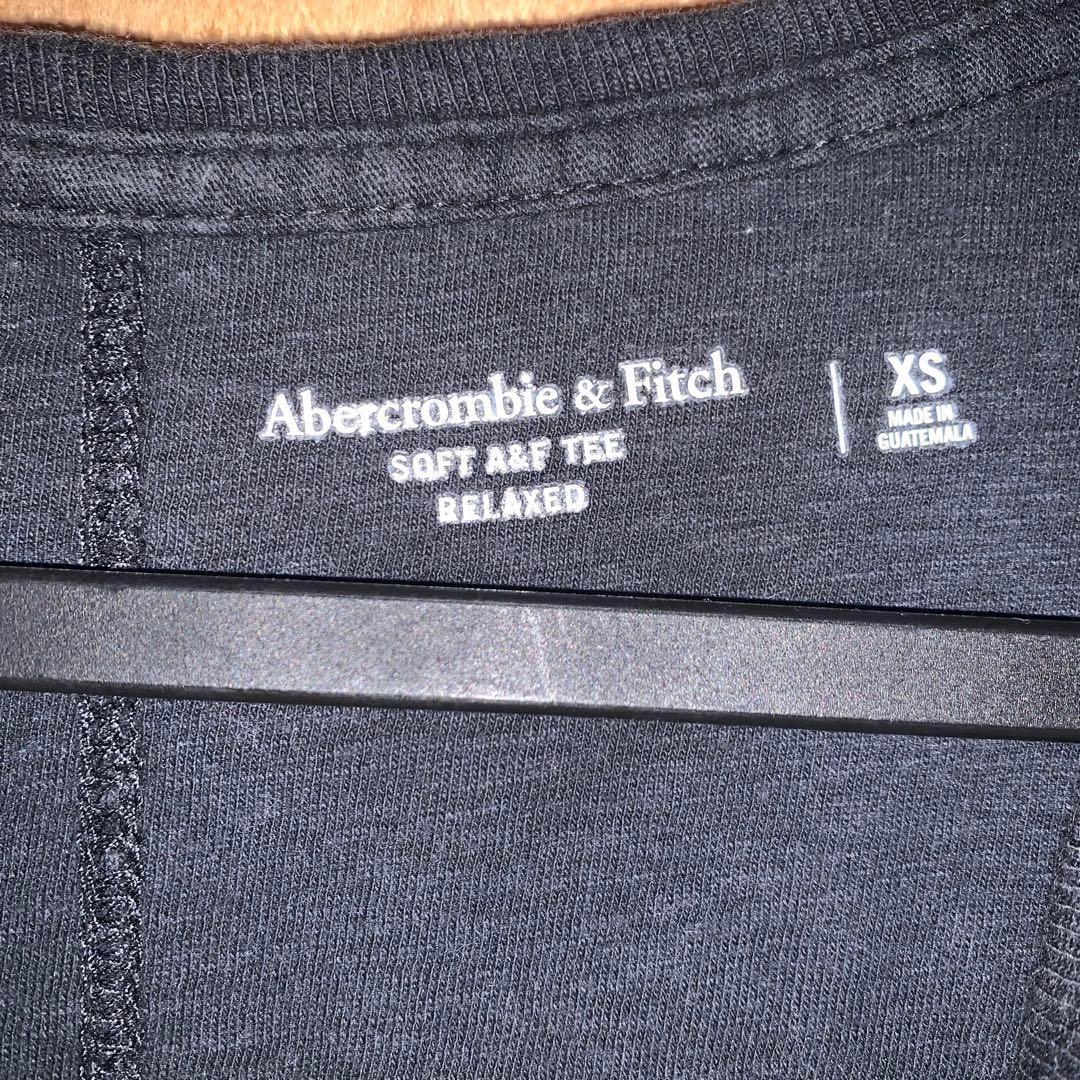 Abercrombie & Fitch
SOFT A&F TEE
RELAXED
XS
MADE IN
GUATEMALA